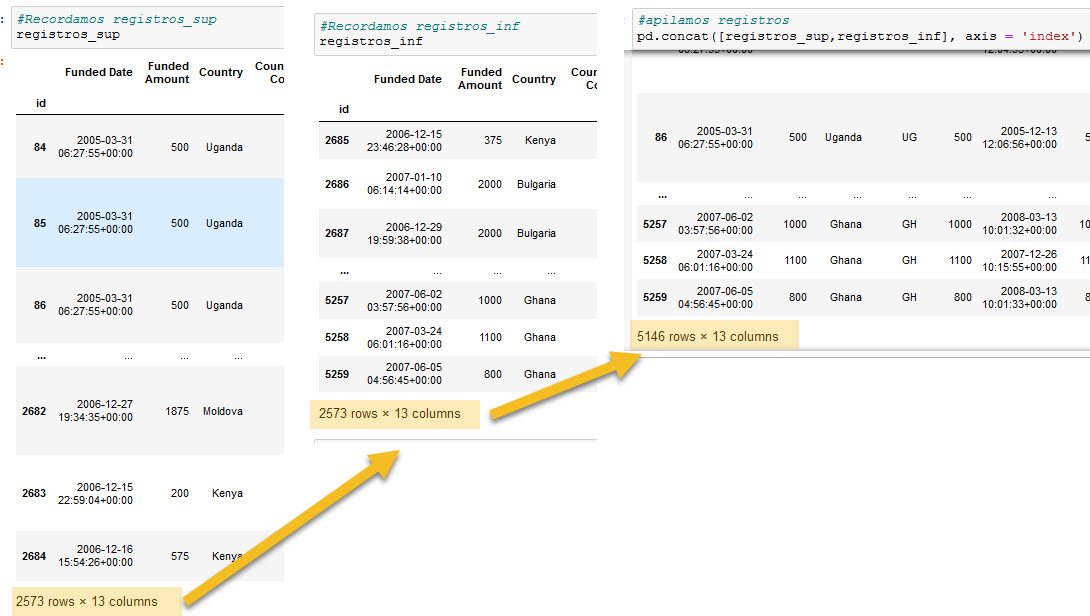 #Recordamos registros_sup
registros_sup
Funded Date Funded Amount Country Coun Co
id
84 2005-03-31 06:27:55+00:00 500 Uganda
85 2005-03-31 06:27:55+00:00 500 Uganda
86 2005-03-31 06:27:55+00:00 500 Uganda
... ... ... ...
2682 2006-12-27 19:34:35+00:00 1875 Moldova
2683 2006-12-15 22:59:04+00:00 200 Kenya
2684 2006-12-16 15:54:26+00:00 575 Kenya
2573 rows × 13 columns
#Recordamos registros_inf
registros_inf
Funded Date Funded Amount Country Coun Co
id
2685 2006-12-15 23:46:28+00:00 375 Kenya
2686 2007-01-10 06:14:14+00:00 2000 Bulgaria
2687 2006-12-29 19:59:38+00:00 2000 Bulgaria
... ... ... ...
5257 2007-06-02 03:57:56+00:00 1000 Ghana
5258 2007-03-24 06:01:16+00:00 1100 Ghana
5259 2007-06-05 04:56:45+00:00 800 Ghana
2573 rows × 13 columns
#apilamos registros
pd.concat([registros_sup,registros_inf], axis = 'index')
86 2005-03-31 06:27:55+00:00 500 Uganda UG 500 2005-12-13 12:06:56+00:00 5
... ... ... ... ... ... ...
5257 2007-06-02 03:57:56+00:00 1000 Ghana GH 1000 2008-03-13 10:01:32+00:00 10
5258 2007-03-24 06:01:16+00:00 1100 Ghana GH 1100 2007-12-26 10:15:55+00:00 11
5259 2007-06-05 04:56:45+00:00 800 Ghana GH 800 2008-03-13 10:01:33+00:00 8
5146 rows × 13 columns